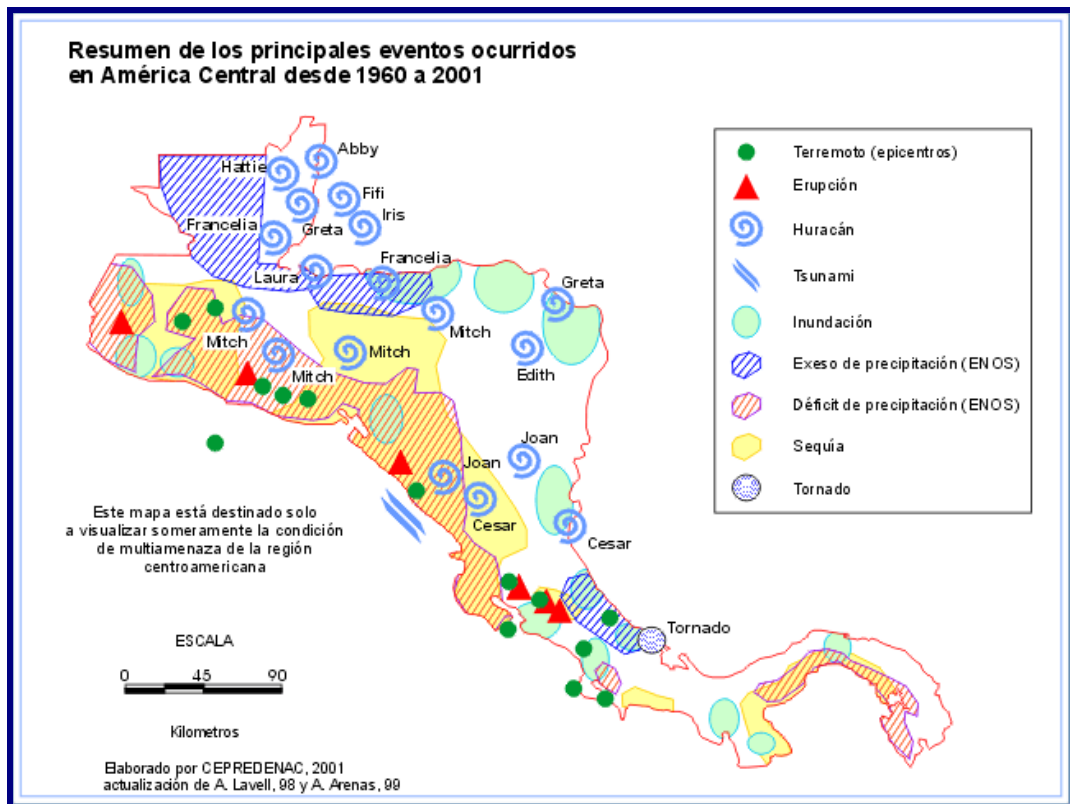 Resumen de los principales eventos ocurridos
en América Central desde 1960 a 2001
Abby
Hattie
Fifi
Iris
Francelia
Greta
Francelia
Laura
Greta
Mitch
Mitch
Mitch
Mitch
Edith
Joan
Joan
Cesar
Cesar
Tornado
Terremoto (epicentros)
Erupción
Huracán
Tsunami
Inundación
Exeso de precipitación (ENOS)
Déficit de precipitación (ENOS)
Sequía
Tornado
Este mapa está destinado solo
a visualizar someramente la condición
de multiamenaza de la región
centroamericana
ESCALA
0 45 90
Kilometros
Elaborado por CEPREDENAC, 2001
actualización de A. Lavell, 98 y A. Arenas, 99